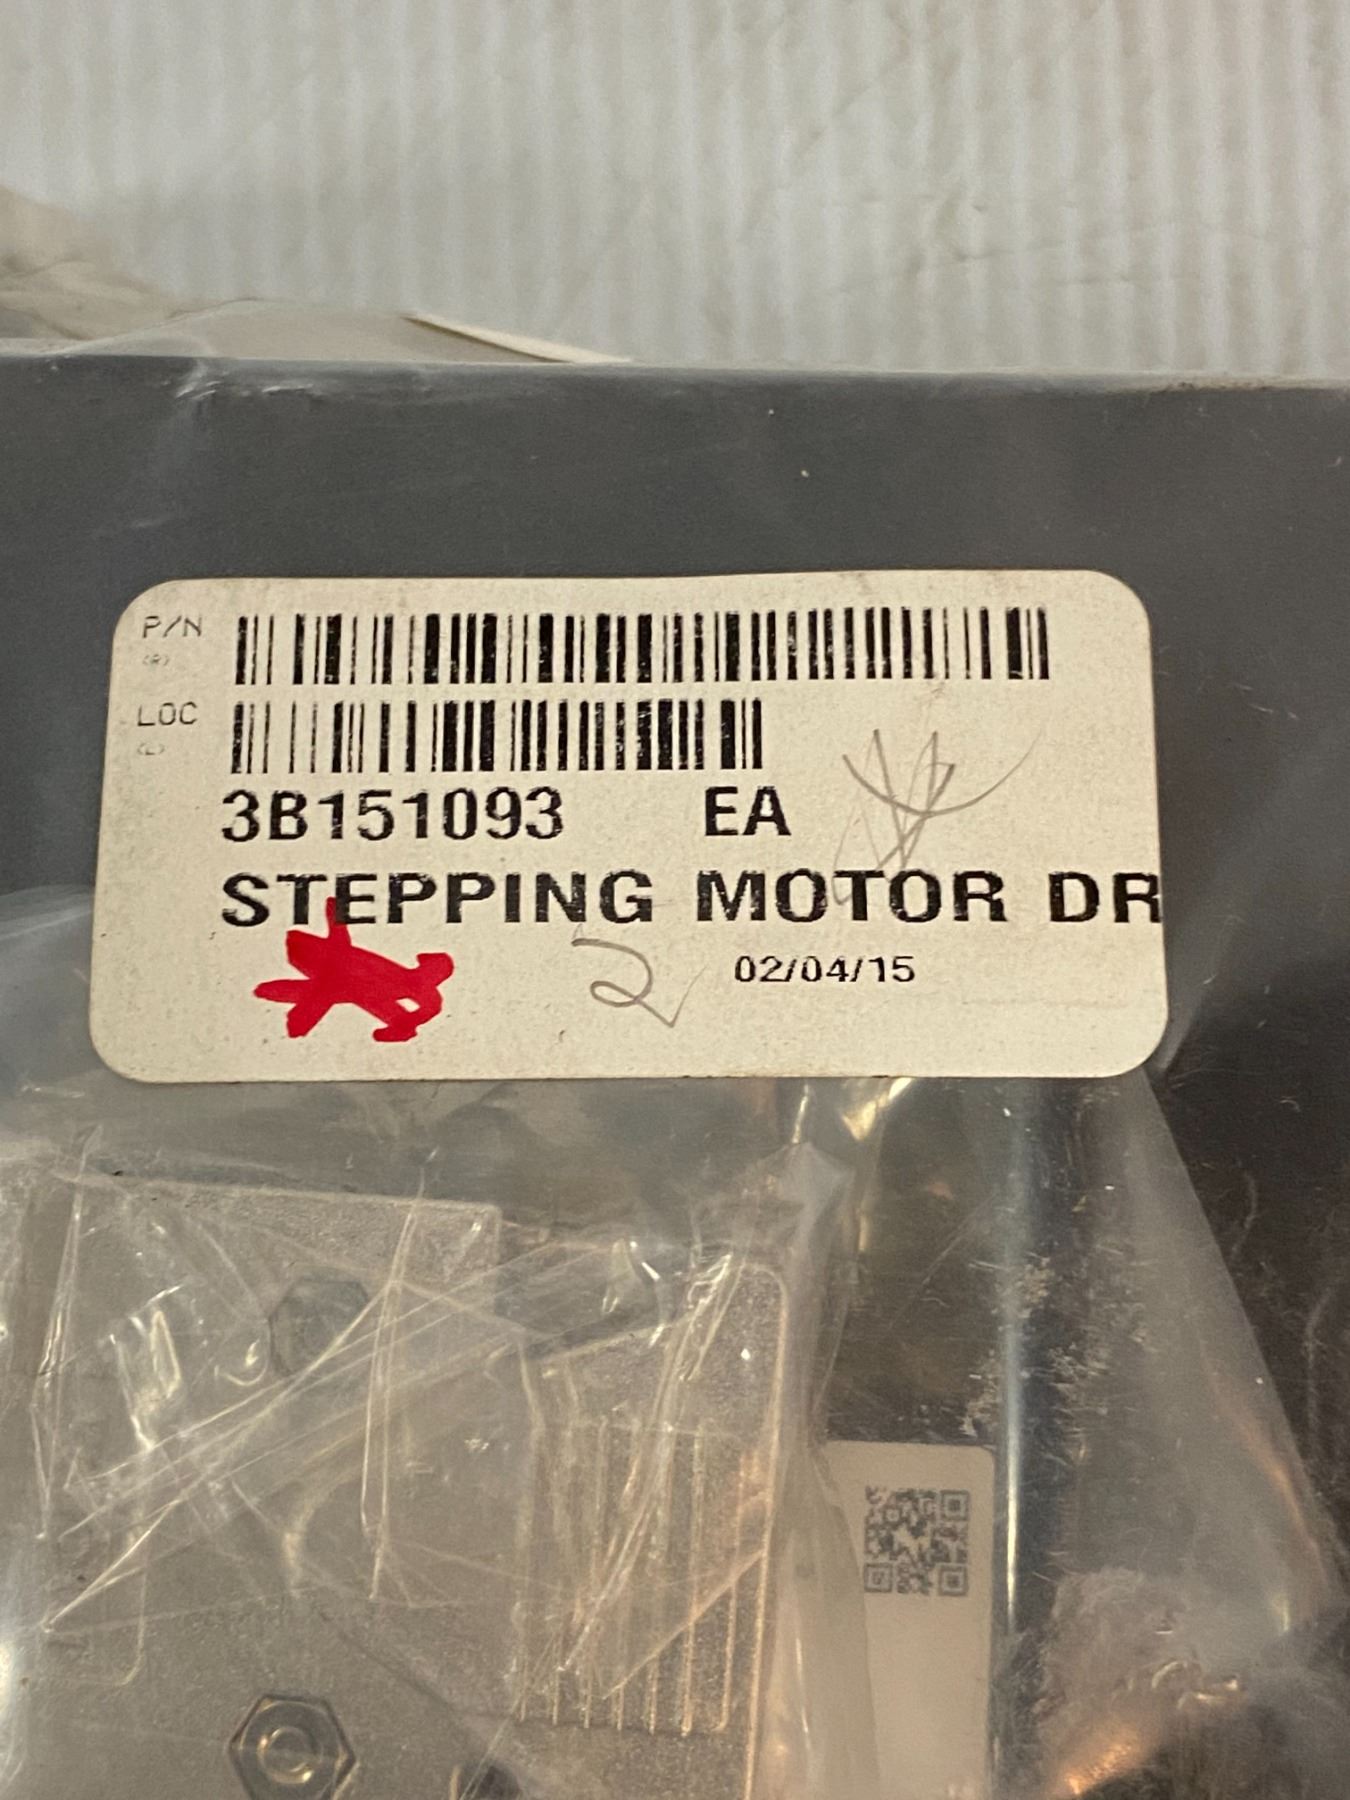 P/N
(R)
LOC
(L)
3B151093 EA
STEPPING MOTOR DR
2 02/04/15